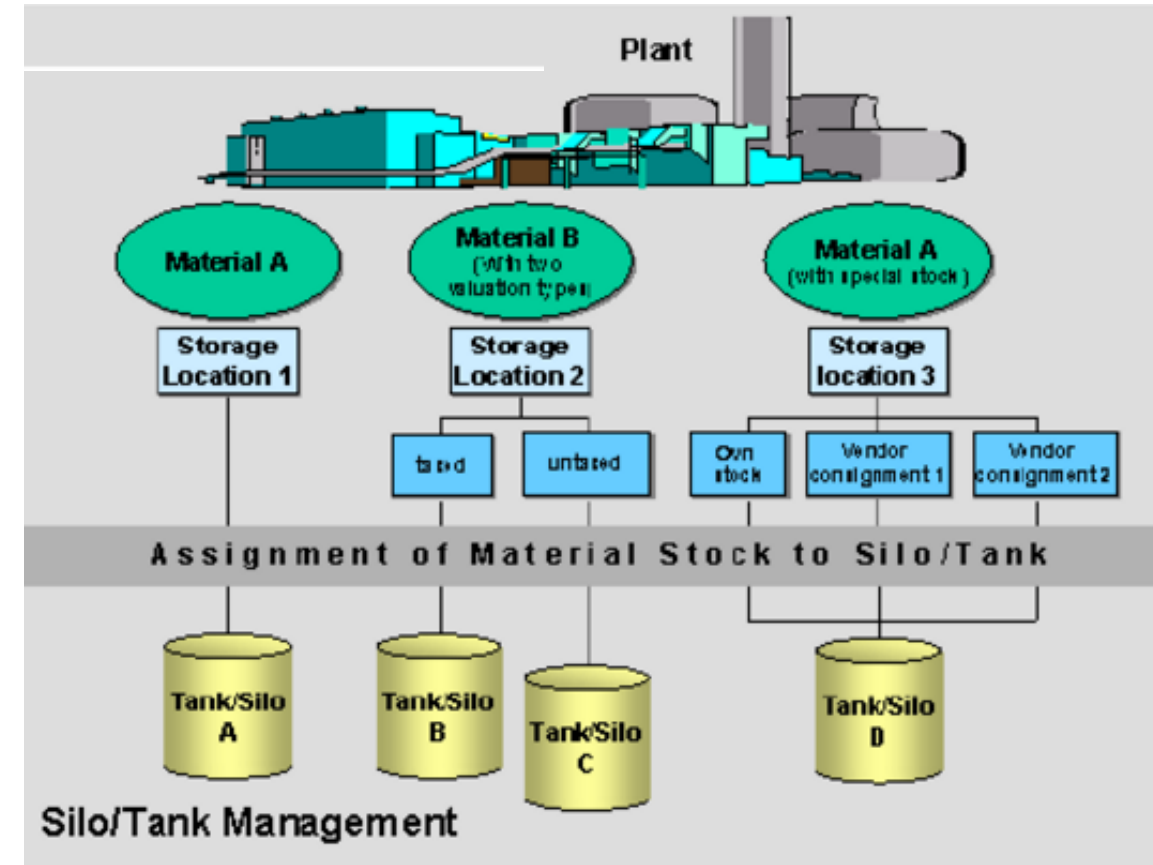 Plant
Material A
Material B
(With two
valuation types)
Material A
(with special stock)
Storage
Location 1
Storage
Location 2
Storage
location 3
taxed
untaxed
Own
stock
Vendor
consignment 1
Vendor
consignment 2
Assignment of Material Stock to Silo/Tank
Tank/Silo
A
Tank/Silo
B
Tank/Silo
C
Tank/Silo
D
Silo/Tank Management